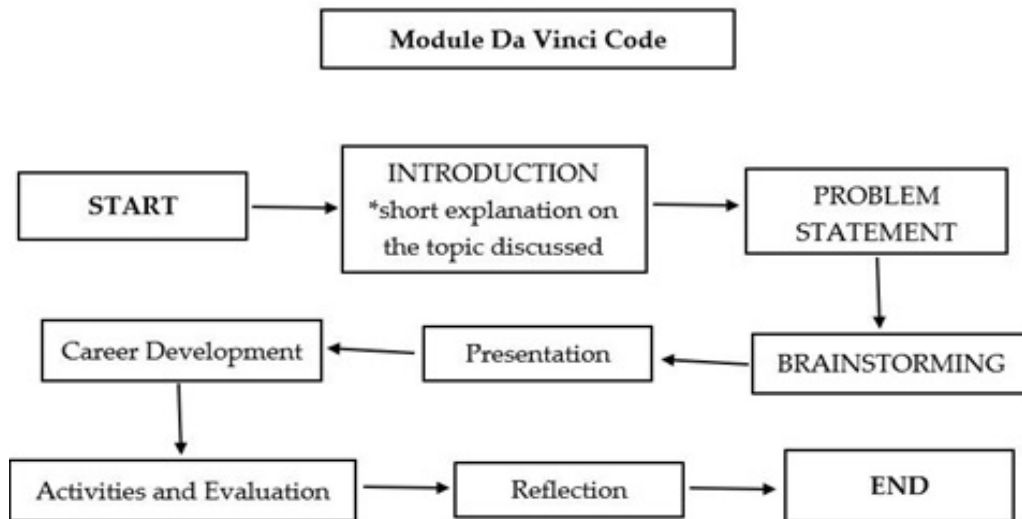 Module Da Vinci Code
START
INTRODUCTION
*short explanation on
the topic discussed
PROBLEM
STATEMENT
BRAINSTORMING
Presentation
Career Development
Activities and Evaluation
Reflection
END